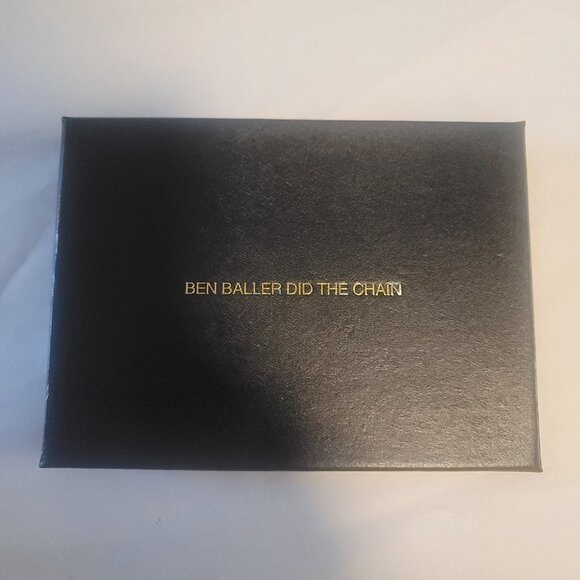 BEN BALLER DID THE CHAIN